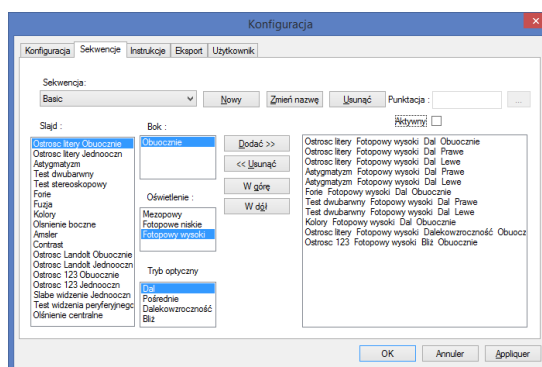 Konfiguracja
Konfiguracja Sekwencje Instrukcje Eksport Użytkownik
Sekwencja:
Basic
Nowy
Zmień nazwę
Usunąć
Punktacja :
...
Aktywny
Slajd :
Ostrosc litery Obuocznie
Ostrosc litery Jednooczn
Astygmatyzm
Test dwubarwny
Test stereoskopowy
Forie
Fuzja
Kolory
Olsnienie boczne
Amsler
Contrast
Ostrosc Landolt Obuocznie
Ostrosc Landolt Jednooczn
Ostrosc 123 Obuocznie
Ostrosc 123 Jednooczn
Slabe widzenie Jednooczn
Test widzenia peryferyjnegc
Olśnienie centralne
Bok :
Obuocznie
Oświetlenie :
Mezopowy
Fotopowe niskie
Fotopowy wysoki
Tryb optyczny
Dal
Pośrednie
Dalekowzroczność
Bliż
Dodać >>
<< Usunąć
W górę
W dół
Ostrosc litery Fotopowy wysoki Dal Obuocznie
Ostrosc litery Fotopowy wysoki Dal Prawe
Ostrosc litery Fotopowy wysoki Dal Lewe
Astygmatyzm Fotopowy wysoki Dal Prawe
Astygmatyzm Fotopowy wysoki Dal Lewe
Forie Fotopowy wysoki Dal Obuocznie
Test dwubarwny Fotopowy wysoki Dal Prawe
Test dwubarwny Fotopowy wysoki Dal Lewe
Kolory Fotopowy wysoki Dal Obuocznie
Ostrosc litery Fotopowy wysoki Dalekowzroczność Obuocz
Ostrosc 123 Fotopowy wysoki Bliż Obuocznie
OK
Annuler
Appliquer